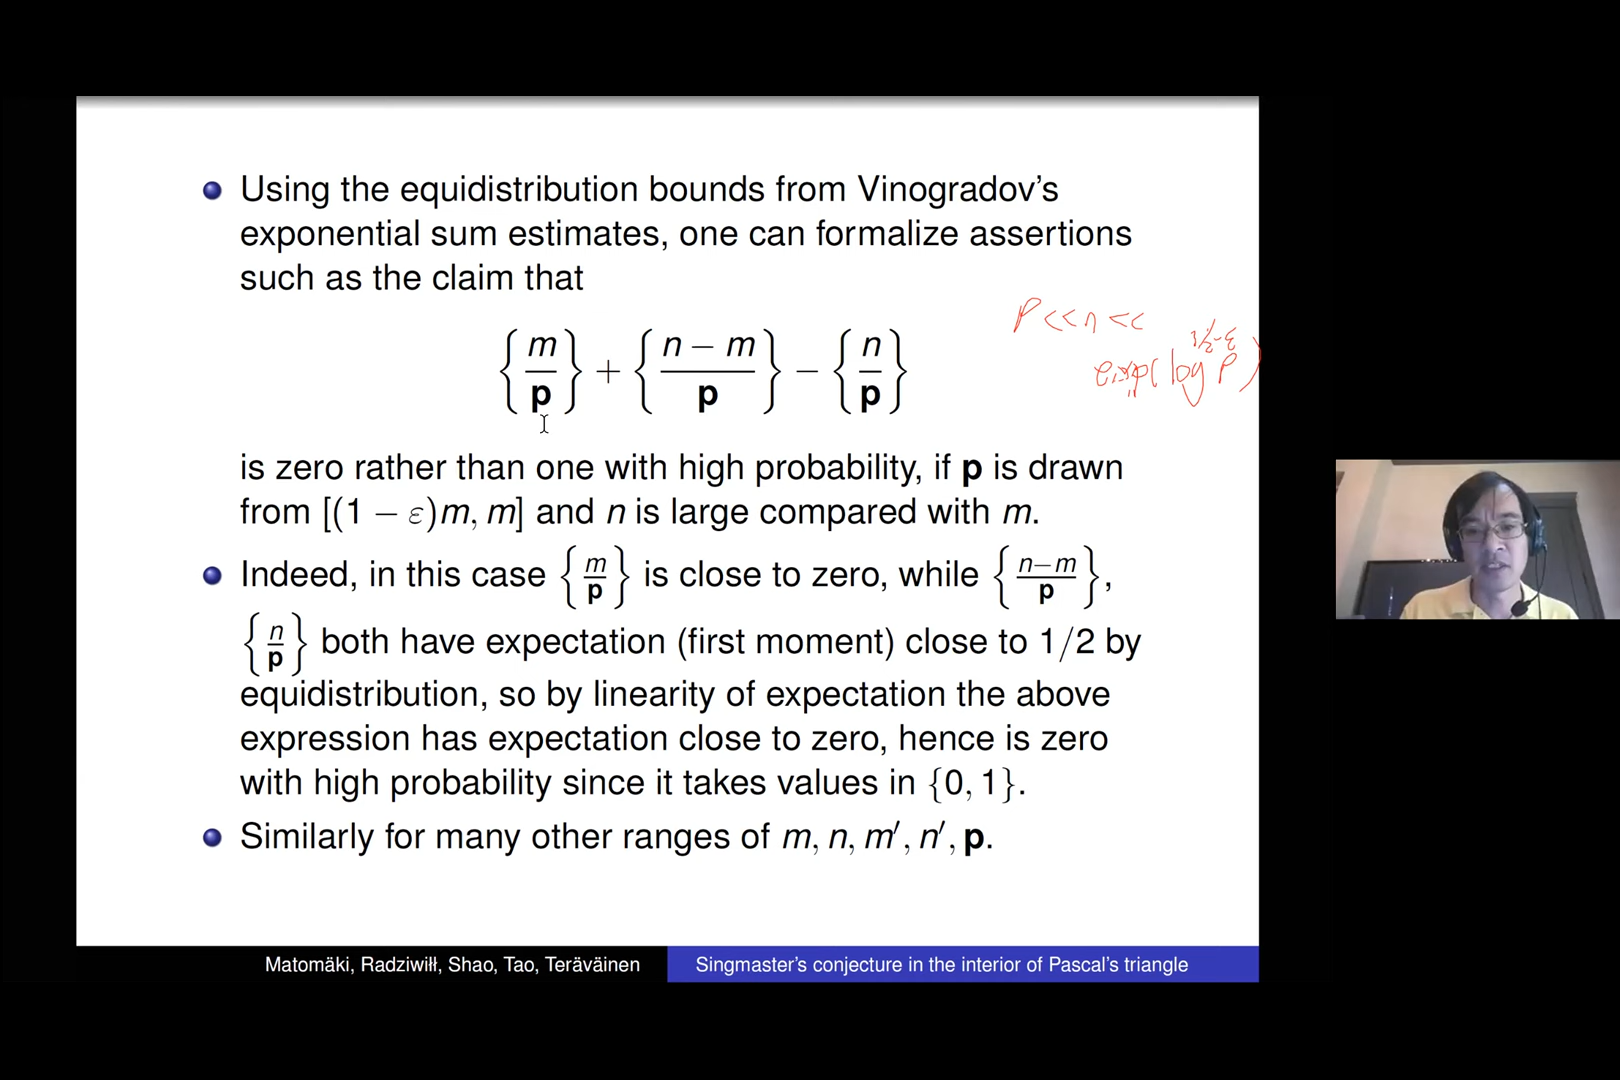 Using the equidistribution bounds from Vinogradov's
exponential sum estimates, one can formalize assertions
such as the claim that
{m/p} + {(n − m)/p} − {n/p}
P << n <<
exp(log^{3/2-ε} P)
is zero rather than one with high probability, if p is drawn
from [(1 − ε)m, m] and n is large compared with m.
Indeed, in this case {m/p} is close to zero, while {(n−m)/p},
{n/p} both have expectation (first moment) close to 1/2 by
equidistribution, so by linearity of expectation the above
expression has expectation close to zero, hence is zero
with high probability since it takes values in {0, 1}.
Similarly for many other ranges of m, n, m′, n′, p.
Matomäki, Radziwiłł, Shao, Tao, Teräväinen
Singmaster's conjecture in the interior of Pascal's triangle